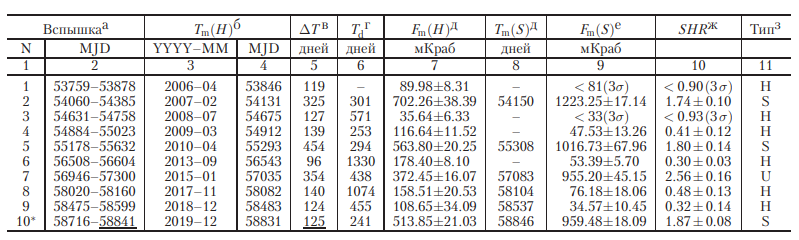 Вспышка^а T_m(H)^б ΔT^в T_d^г F_m(H)^д T_m(S)^д F_m(S)^е SHR^ж Тип^з
N MJD YYYY–MM MJD дней дней мКраб дней мКраб
1 2 3 4 5 6 7 8 9 10 11
1 53759–53878 2006–04 53846 119 – 89.98±8.31 – < 81(3σ) < 0.90(3σ) H
2 54060–54385 2007–02 54131 325 301 702.26±38.39 54150 1223.25±17.14 1.74±0.10 S
3 54631–54758 2008–07 54675 127 571 35.64±6.33 – < 33(3σ) < 0.93(3σ) H
4 54884–55023 2009–03 54912 139 253 116.64±11.52 – 47.53±13.26 0.41±0.12 H
5 55178–55632 2010–04 55293 454 294 563.80±20.25 55308 1016.73±67.96 1.80±0.14 S
6 56508–56604 2013–09 56543 96 1330 178.40±8.10 – 53.39±5.70 0.30±0.03 H
7 56946–57300 2015–01 57035 354 438 372.45±16.07 57083 955.20±45.15 2.56±0.16 U
8 58020–58160 2017–11 58082 140 1074 158.51±20.53 58104 76.18±18.06 0.48±0.13 H
9 58475–58599 2018–12 58483 124 455 108.65±34.09 58537 34.57±10.45 0.32±0.14 H
10* 58716–58841 2019–12 58831 125 241 513.85±21.03 58846 959.48±18.09 1.87±0.08 S